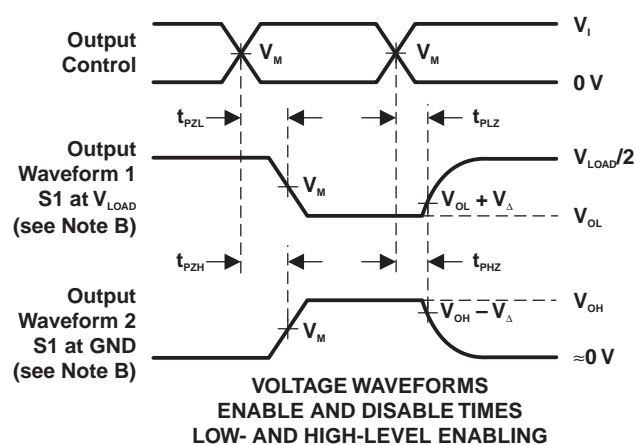 Output
Control
V_M
V_M
V_I
0 V
t_PZL
t_PLZ
Output
Waveform 1
S1 at V_LOAD
(see Note B)
V_M
V_LOAD/2
V_OL + V_Δ
V_OL
t_PZH
t_PHZ
Output
Waveform 2
S1 at GND
(see Note B)
V_M
V_OH
V_OH – V_Δ
≈0 V
VOLTAGE WAVEFORMS
ENABLE AND DISABLE TIMES
LOW- AND HIGH-LEVEL ENABLING